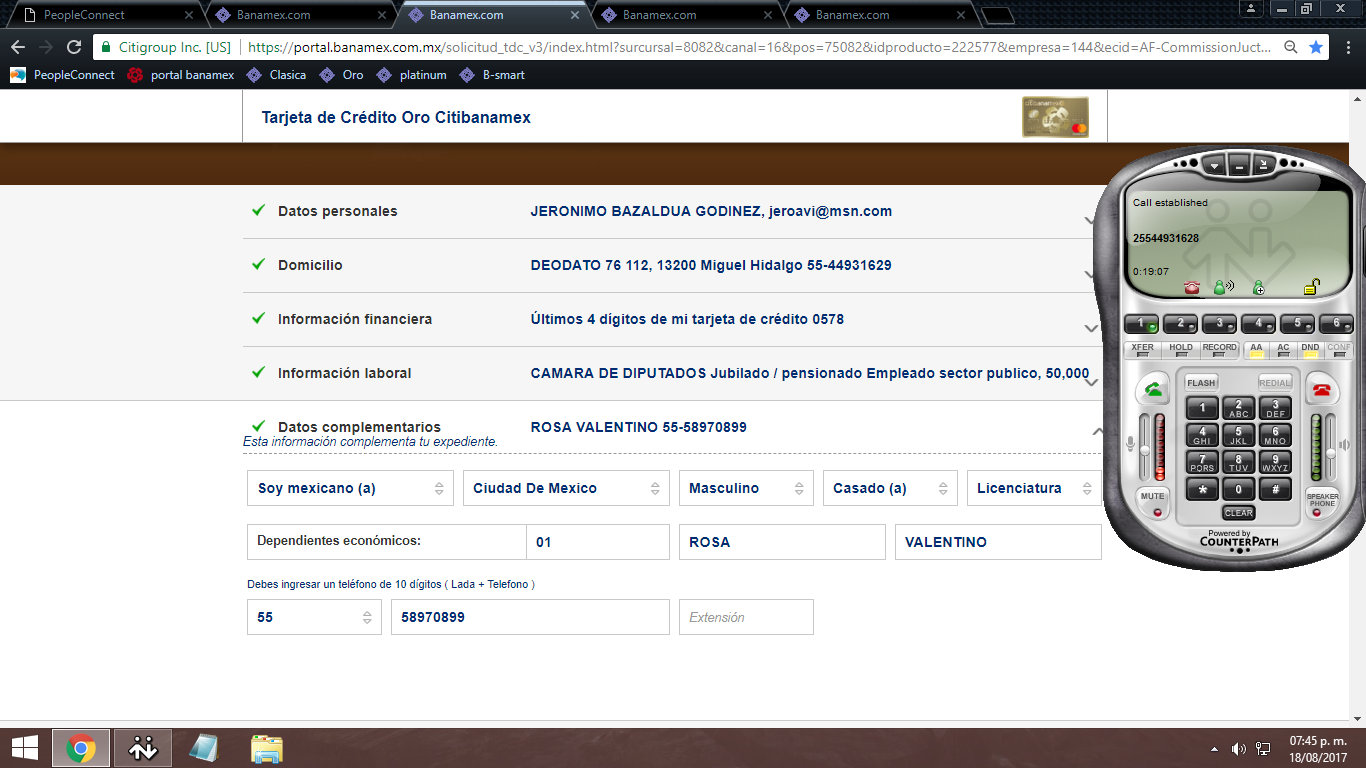 PeopleConnect
Banamex.com
Banamex.com
Banamex.com
Banamex.com
Citigroup Inc. [US] https://portal.banamex.com.mx/solicitud_tdc_v3/index.html?sursursal=8082&canal=16&pos=75082&idproducto=222577&empresa=144&ecid=AF-CommissionJuct...
PeopleConnect portal banamex Clasica Oro platinum B-smart
Tarjeta de Crédito Oro Citibanamex
Datos personales JERONIMO BAZALDUA GODINEZ, jeroavi@msn.com
Domicilio DEODATO 76 112, 13200 Miguel Hidalgo 55-44931629
Información financiera Últimos 4 dígitos de mi tarjeta de crédito 0578
Información laboral CAMARA DE DIPUTADOS Jubilado / pensionado Empleado sector publico, 50,000
Datos complementarios ROSA VALENTINO 55-58970899
Esta información complementa tu expediente.
Soy mexicano (a) Ciudad De Mexico Masculino Casado (a) Licenciatura
Dependientes económicos: 01 ROSA VALENTINO
Debes ingresar un teléfono de 10 dígitos ( Lada + Telefono )
55 58970899 Extensión
Call established
25544931628
0:19:07
1 2 3 4 5 6
XFER HOLD RECORD AA AC DND CONF
FLASH REDIAL
1 2 ABC 3 DEF
4 GHI 5 JKL 6 MNO
7 PQRS 8 TUV 9 WXYZ
* 0 #
MUTE CLEAR SPEAKER PHONE
Powered by
COUNTERPATH
07:45 p. m.
18/08/2017